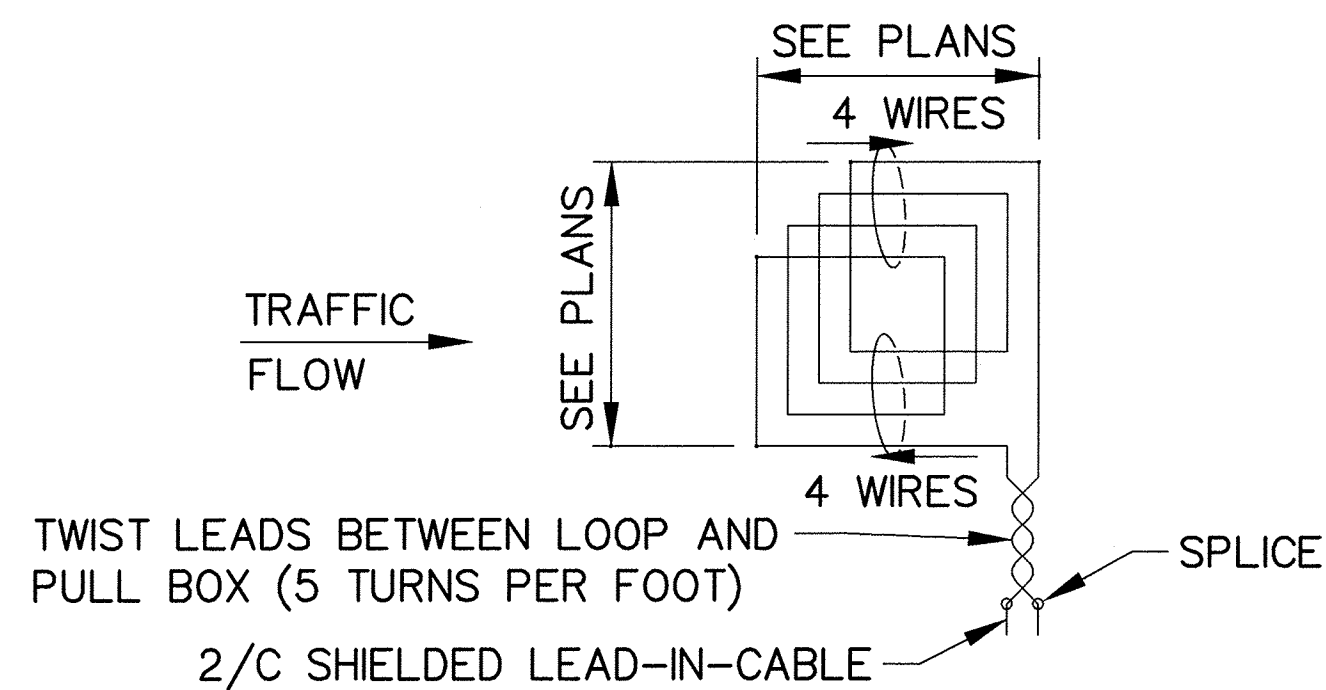 SEE PLANS
4 WIRES
SEE PLANS
TRAFFIC
FLOW
4 WIRES
TWIST LEADS BETWEEN LOOP AND
PULL BOX (5 TURNS PER FOOT)
SPLICE
2/C SHIELDED LEAD-IN-CABLE